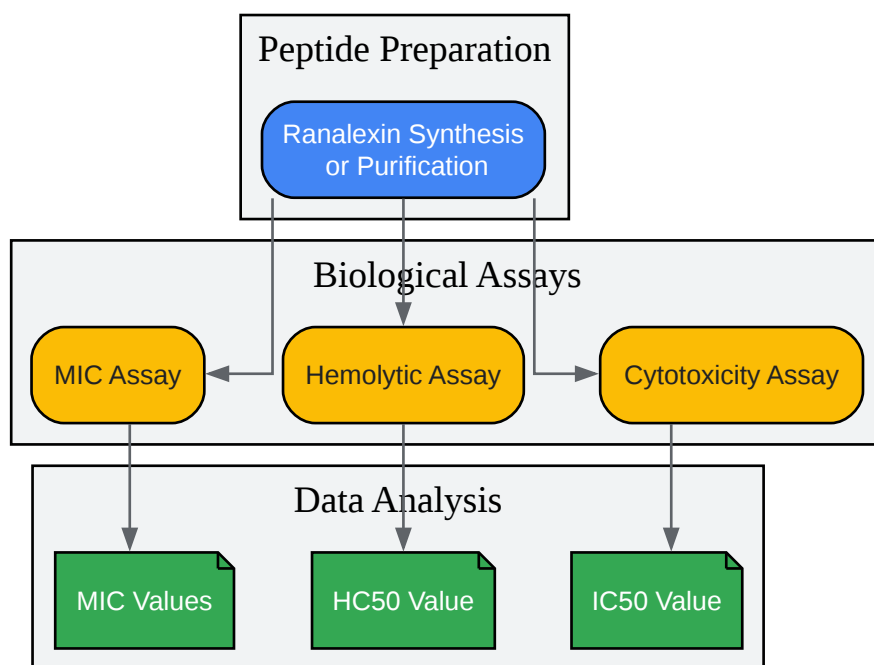 Peptide Preparation
Ranalexin Synthesis
or Purification
Biological Assays
MIC Assay
Hemolytic Assay
Cytotoxicity Assay
Data Analysis
MIC Values
HC50 Value
IC50 Value